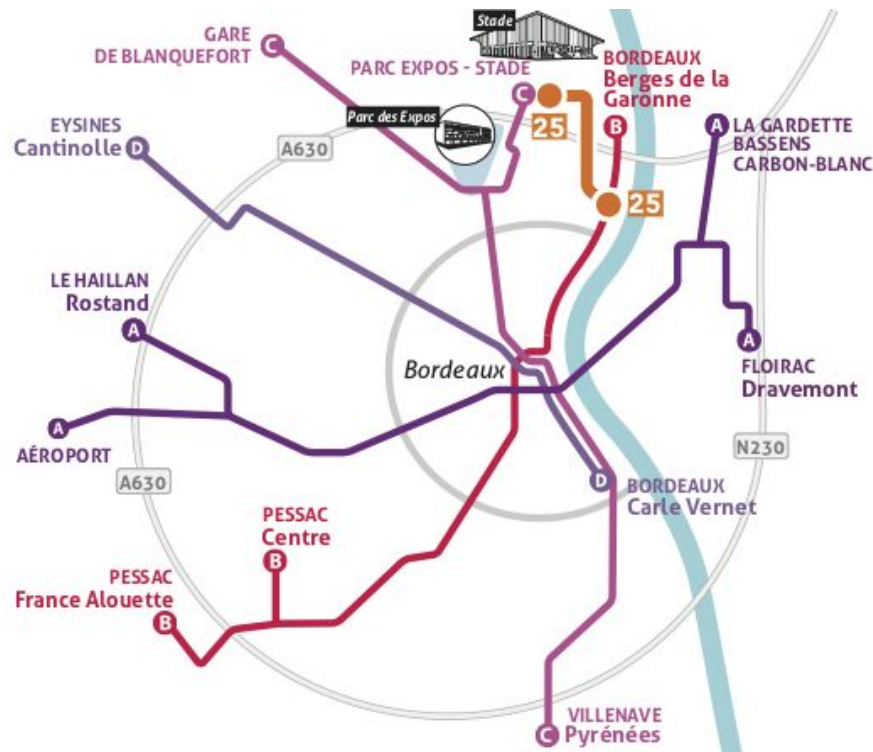 Stade
GARE
DE BLANQUEFORT
C
PARC EXPOS - STADE
C
25
BORDEAUX
Berges de la
Garonne
B
A
LA GARDETTE
BASSENS
CARBON-BLANC
Parc des Expos
EYSINES
Cantinolle
D
A630
25
LE HAILLAN
Rostand
A
Bordeaux
A
FLOIRAC
Dravemont
A
AÉROPORT
N230
A630
D
BORDEAUX
Carle Vernet
PESSAC
Centre
B
PESSAC
France Alouette
B
VILLENAVE
Pyrénées
C